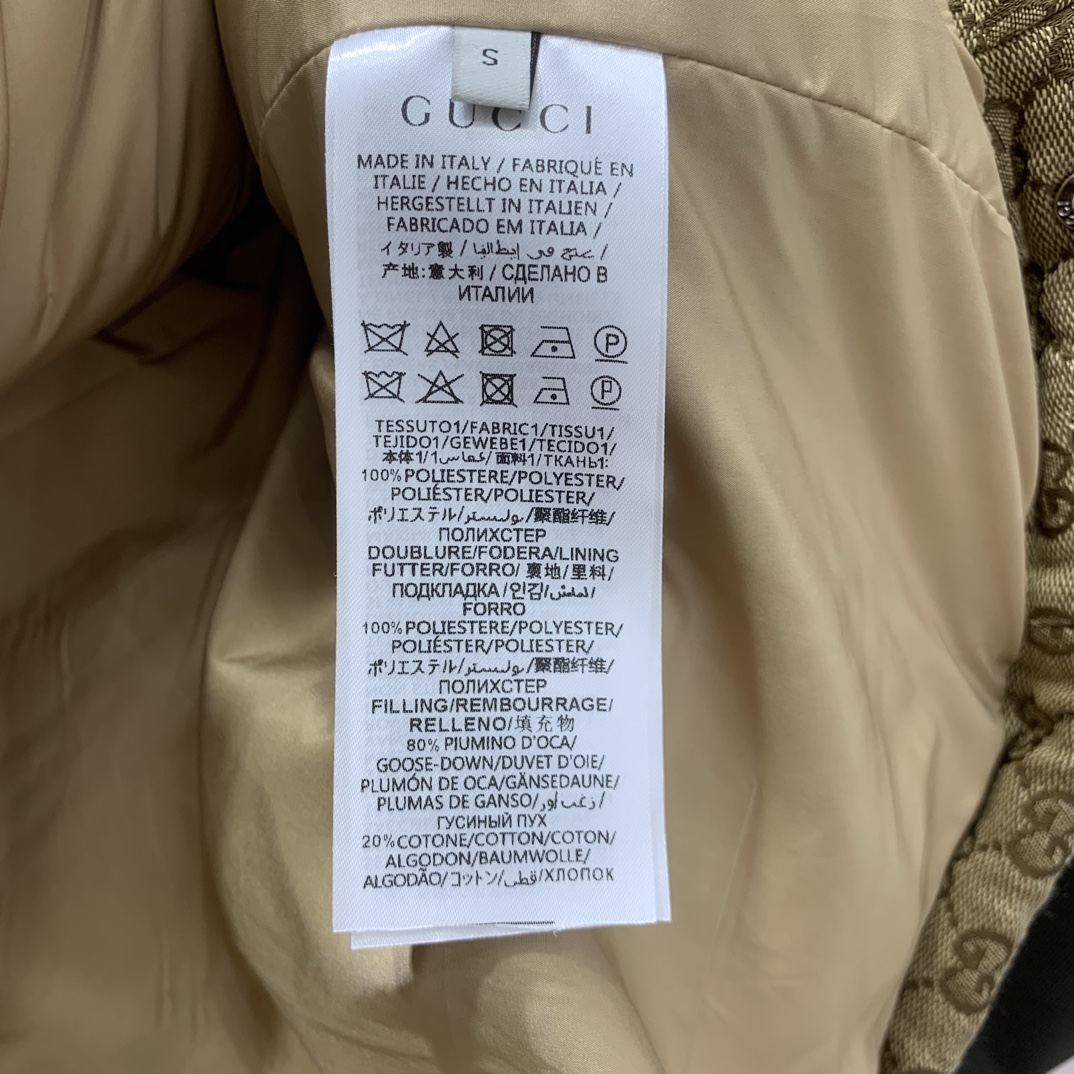 S
GUCCI
MADE IN ITALY / FABRIQUÉ EN
ITALIE / HECHO EN ITALIA /
HERGESTELLT IN ITALIEN /
FABRICADO EM ITALIA /
イタリア製 / في إيطاليا /
产地:意大利 / СДЕЛАНО В
ИТАЛИИ
P
P
TESSUTO1/FABRIC1/TISSU1/
TEJIDO1/GEWEBE1/TECIDO1/
本体1/1قماس/面料1/ТКАНЬ1:
100%POLIESTERE/POLYESTER/
POLIÉSTER/POLIESTER/
ポリエステル/بوليستر/聚酯纤维/
ПОЛИХСТЕР
DOUBLURE/FODERA/LINING
FUTTER/FORRO/ 裏地/里料/
ПОДКЛАДКА/인김/
FORRO
100%POLIESTERE/POLYESTER/
POLIÉSTER/POLIESTER/
ポリエステル/بوليستر/聚酯纤维/
ПОЛИХСТЕР
FILLING/REMBOURRAGE/
RELLENO/填充物
80% PIUMINO D'OCA/
GOOSE-DOWN/DUVET D'OIE/
PLUMÓN DE OCA/GÄNSEDAUNE/
PLUMAS DE GANSO/زغب أوز/
ГУСИНЫЙ ПУХ
20%COTONE/COTTON/COTON/
ALGODON/BAUMWOLLE/
ALGODÃO/コットン/قطن/ХЛОПОК